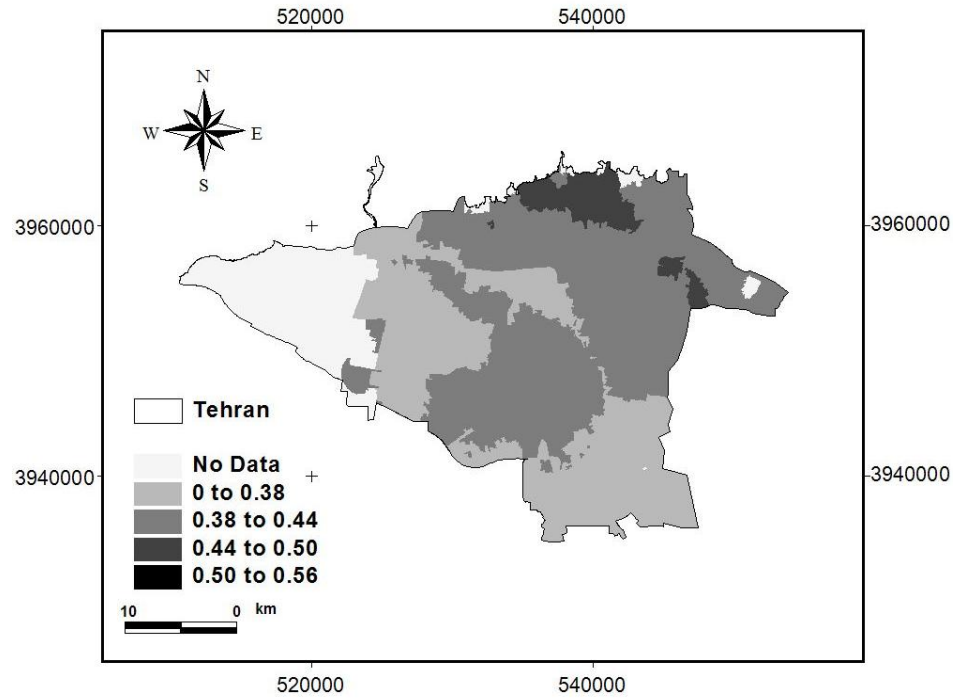 520000 540000
N
W E
S
3960000 3960000
Tehran
No Data
3940000 3940000
0 to 0.38
0.38 to 0.44
0.44 to 0.50
0.50 to 0.56
10 0 km
520000 540000